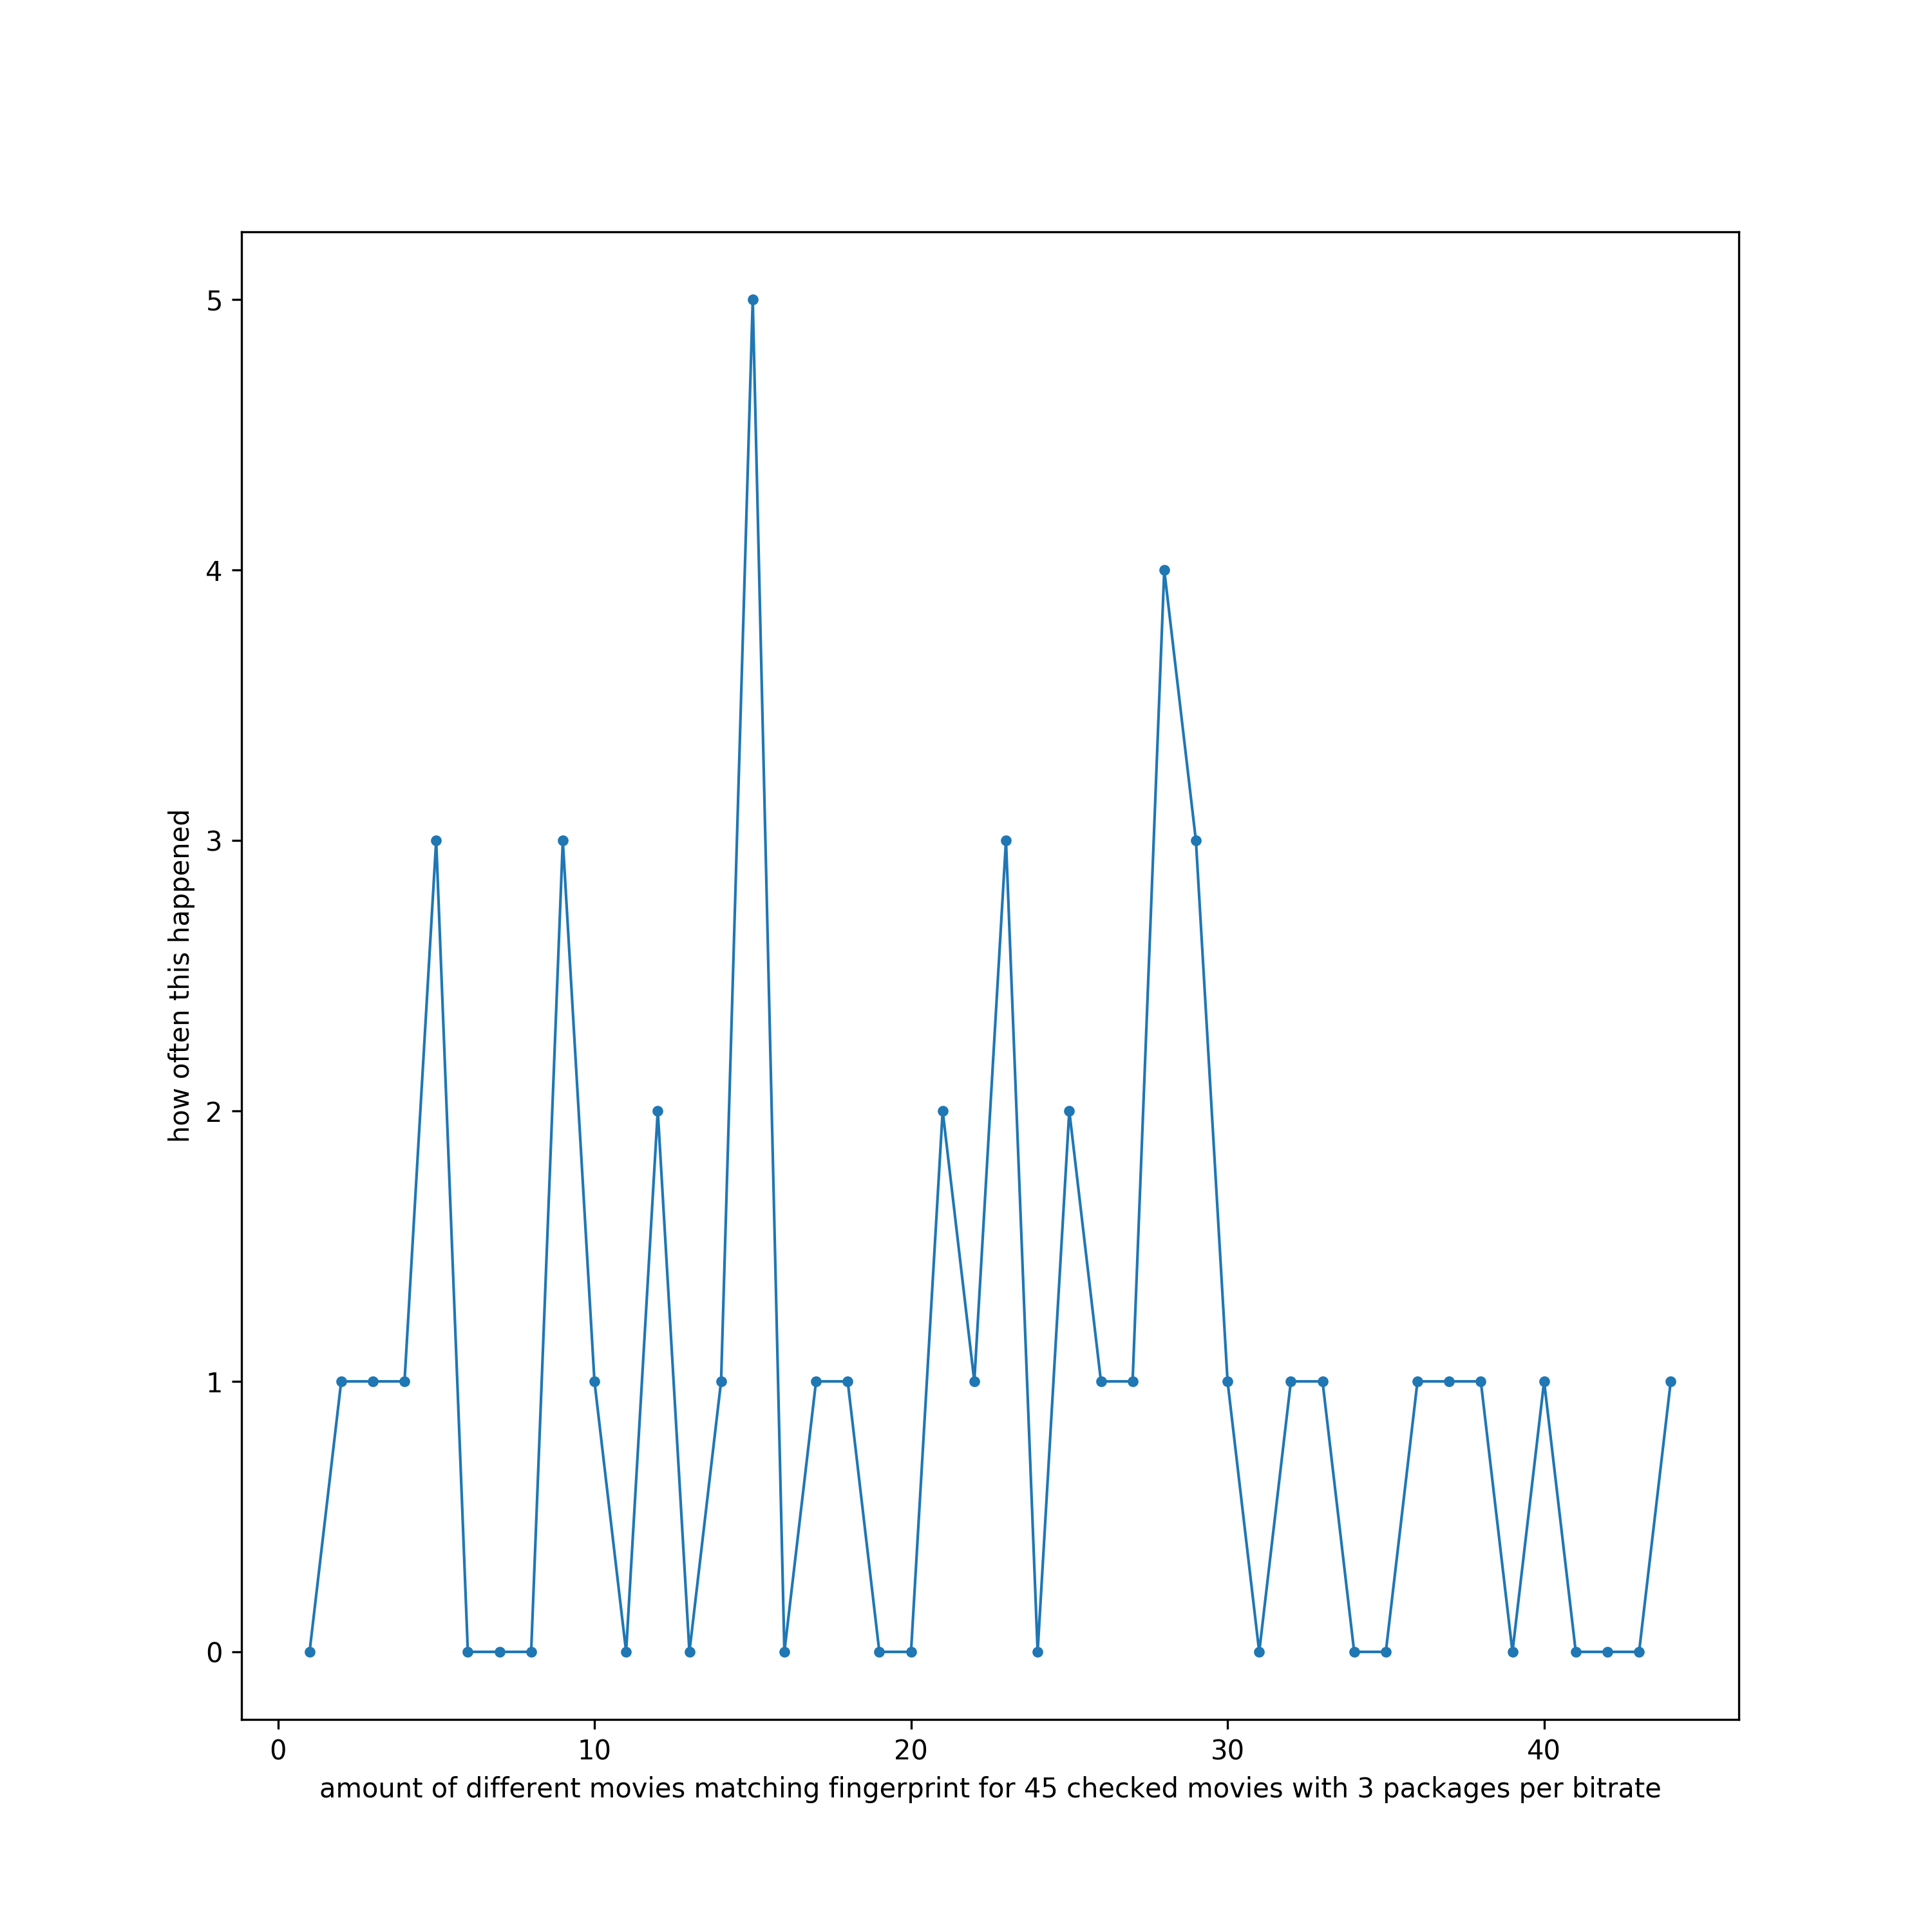 5
4
3
2
1
0
how often this happened
0 10 20 30 40
amount of different movies matching fingerprint for 45 checked movies with 3 packages per bitrate